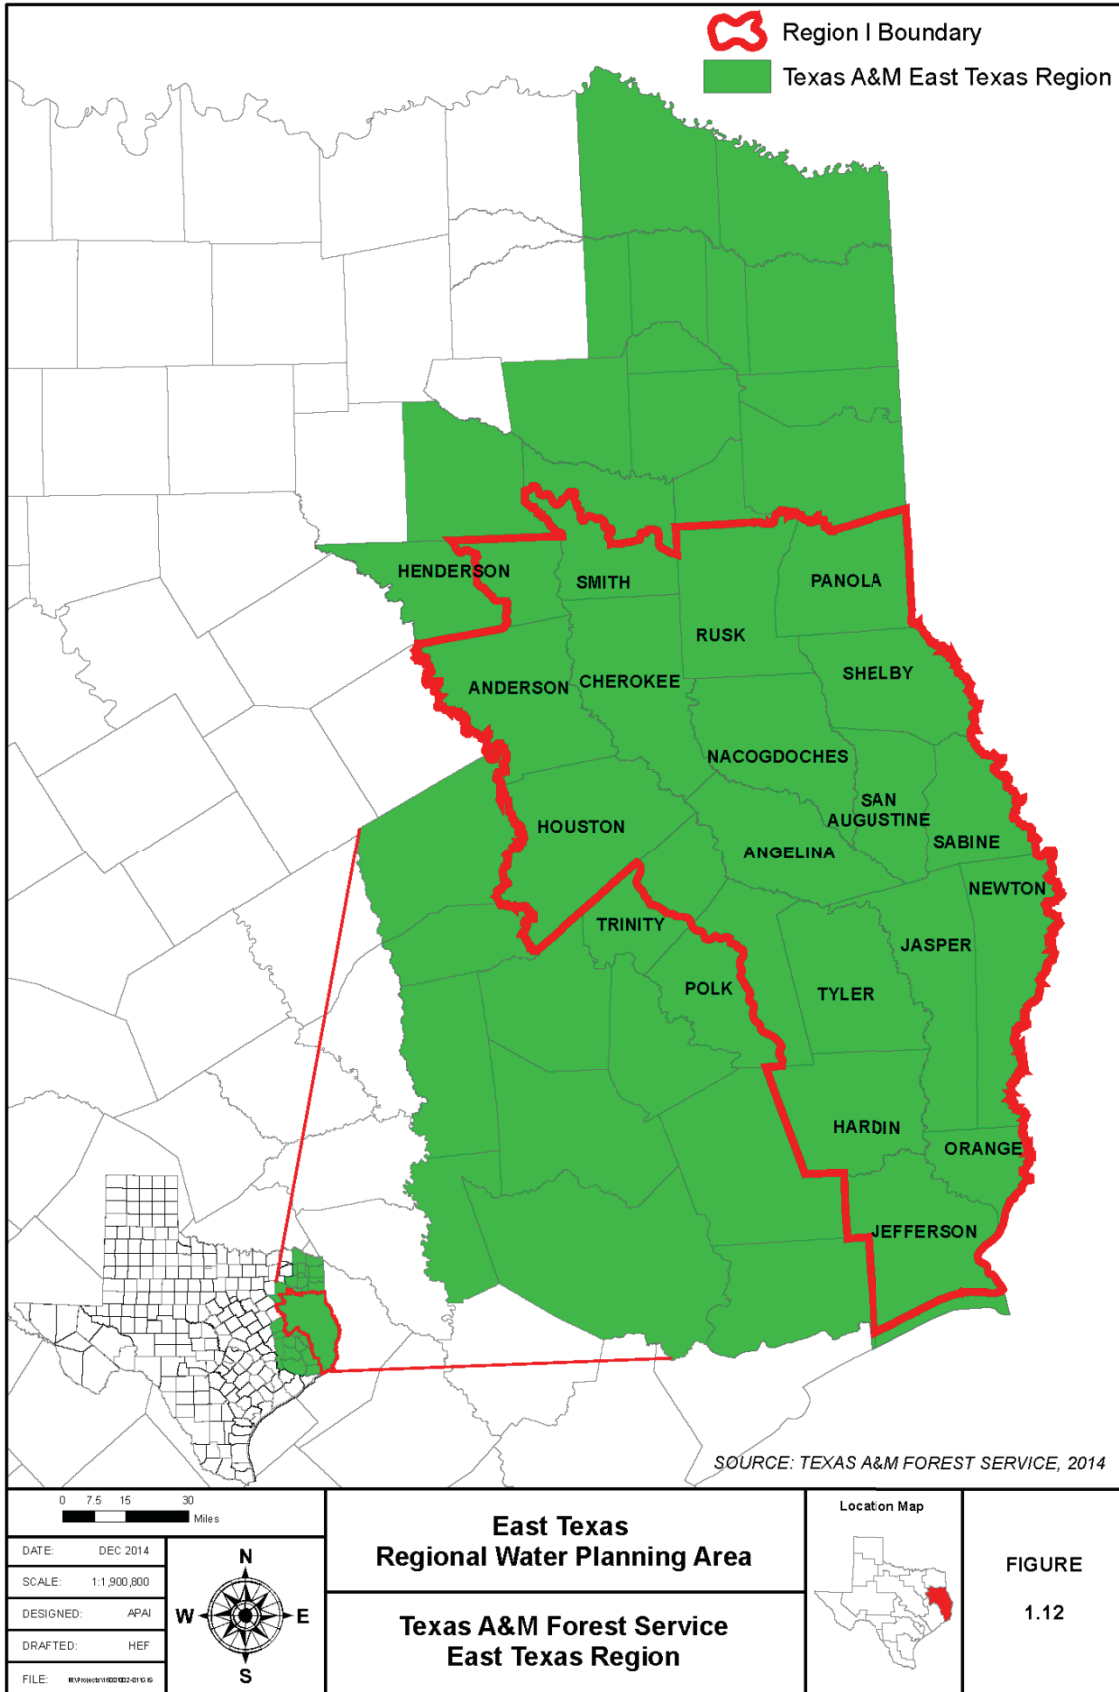 Region I Boundary
Texas A&M East Texas Region
HENDERSON
SMITH
PANOLA
RUSK
SHELBY
ANDERSON
CHEROKEE
NACOGDOCHES
SAN
AUGUSTINE
HOUSTON
ANGELINA
SABINE
NEWTON
TRINITY
JASPER
POLK
TYLER
HARDIN
ORANGE
JEFFERSON
SOURCE: TEXAS A&M FOREST SERVICE, 2014
0 7.5 15 30
Miles
DATE: DEC 2014
SCALE: 1:1,900,800
DESIGNED: APAI
DRAFTED: HEF
FILE:
N
W E
S
East Texas
Regional Water Planning Area
Texas A&M Forest Service
East Texas Region
Location Map
FIGURE
1.12